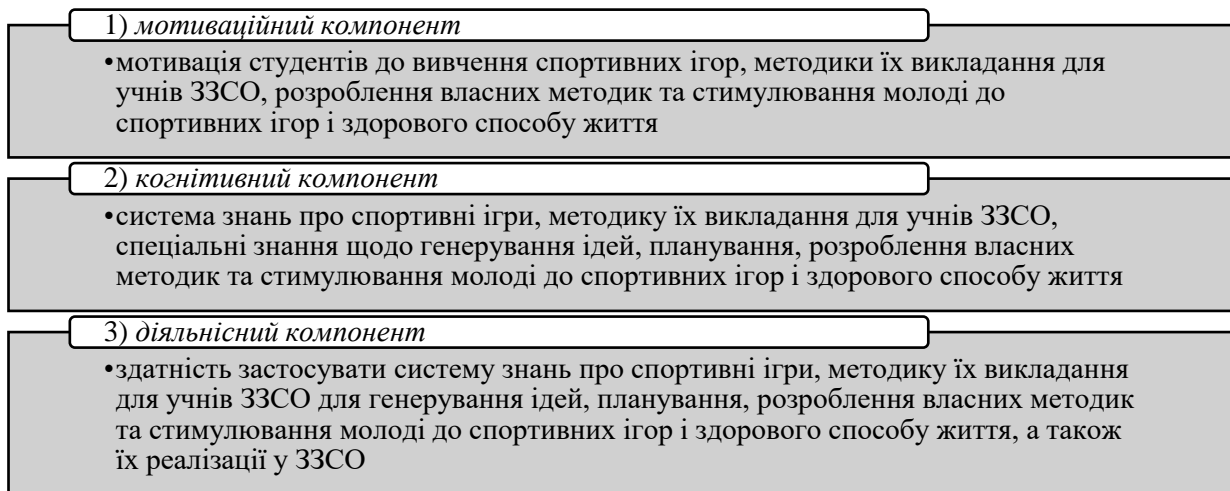 1) мотиваційний компонент
•мотивація студентів до вивчення спортивних ігор, методики їх викладання для
учнів ЗЗСО, розроблення власних методик та стимулювання молоді до
спортивних ігор і здорового способу життя
2) когнітивний компонент
•система знань про спортивні ігри, методику їх викладання для учнів ЗЗСО,
спеціальні знання щодо генерування ідей, планування, розроблення власних
методик та стимулювання молоді до спортивних ігор і здорового способу життя
3) діяльнісний компонент
•здатність застосувати систему знань про спортивні ігри, методику їх викладання
для учнів ЗЗСО для генерування ідей, планування, розроблення власних методик
та стимулювання молоді до спортивних ігор і здорового способу життя, а також
їх реалізації у ЗЗСО